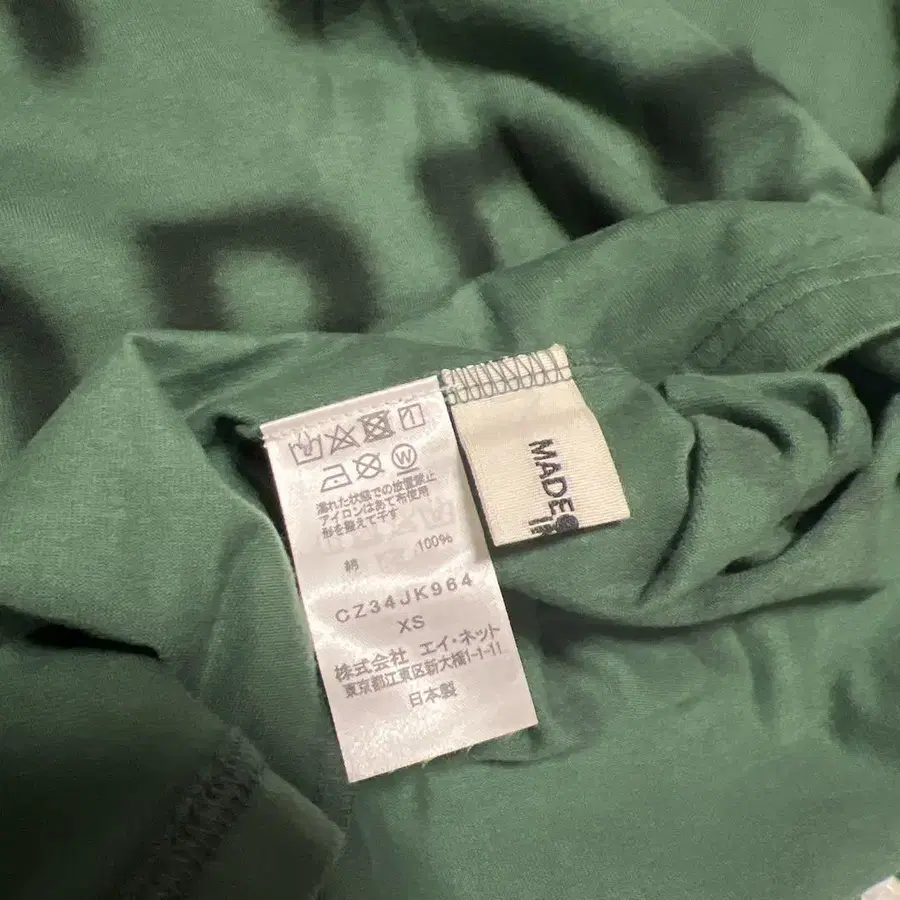 濡れた状態での放置禁止
アイロンはあて布使用
形を整えて干す
綿 100%
CZ34JK964
XS
株式会社 エイ・ネット
東京都江東区新大橋1-1-11
日本製
MADE